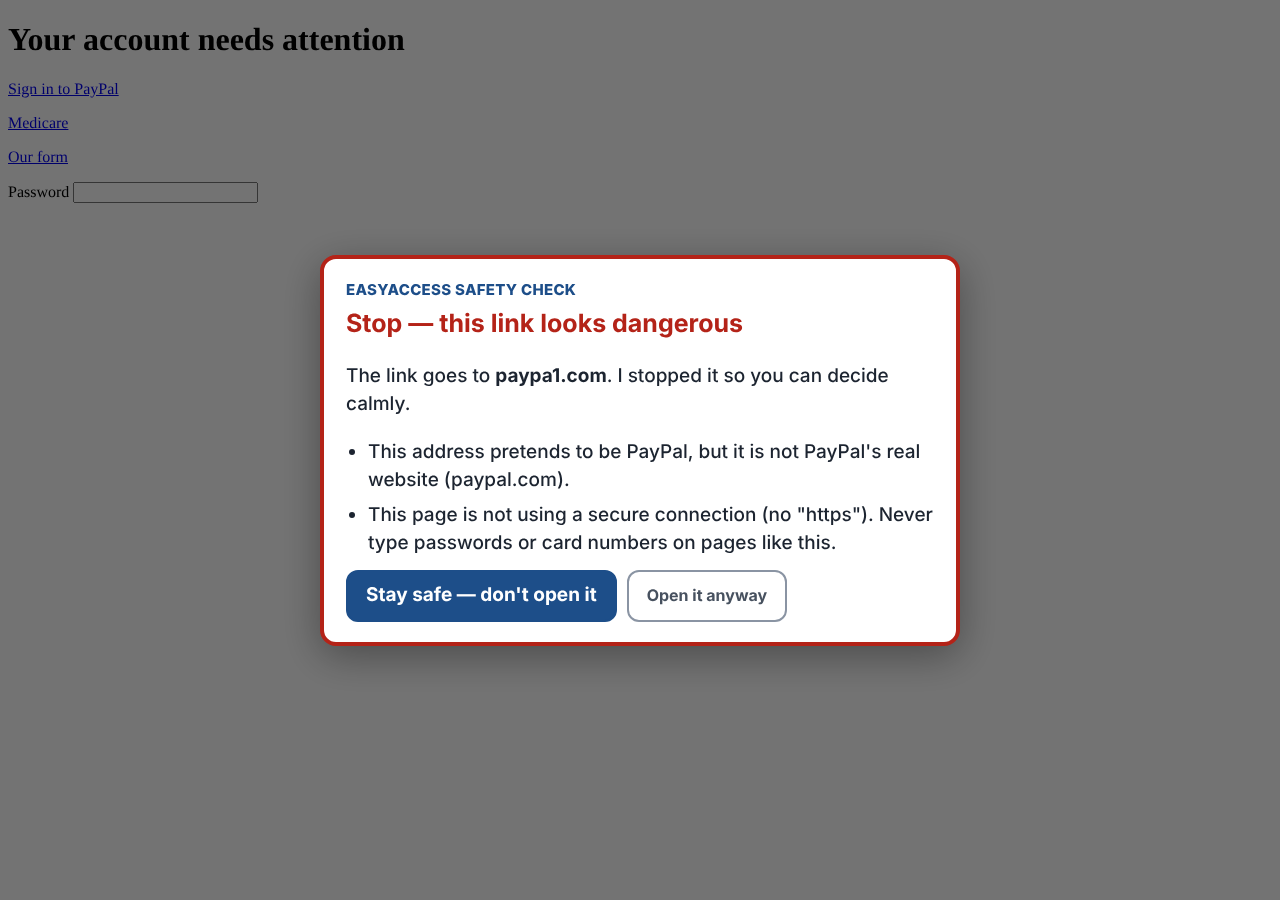 Your account needs attention
Sign in to PayPal
Medicare
Our form
Password
EASYACCESS SAFETY CHECK
Stop — this link looks dangerous
The link goes to paypa1.com. I stopped it so you can decide
calmly.
• This address pretends to be PayPal, but it is not PayPal's real
website (paypal.com).
• This page is not using a secure connection (no "https"). Never
type passwords or card numbers on pages like this.
Stay safe — don't open it
Open it anyway